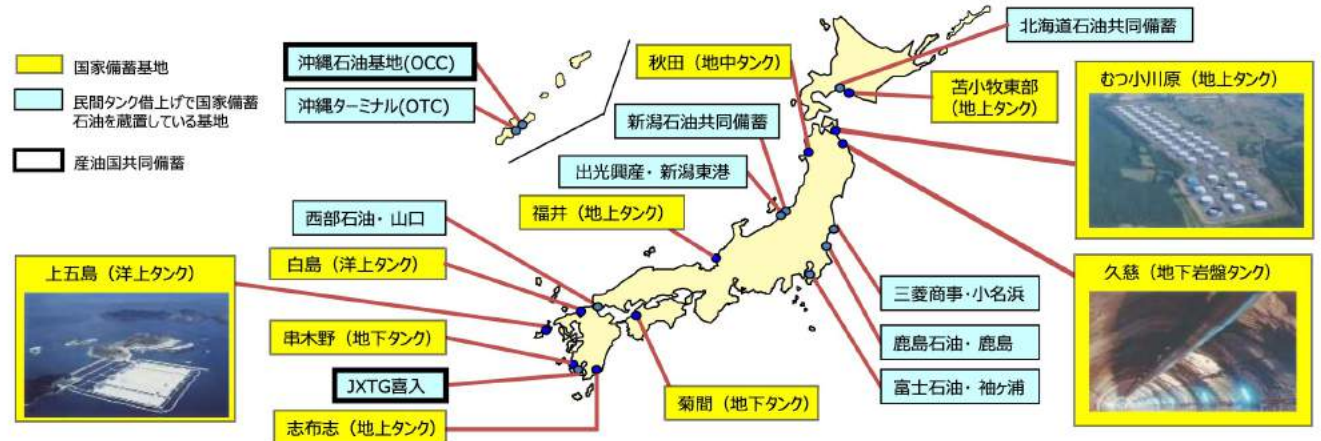 国家備蓄基地
民間タンク借上げで国家備蓄
石油を蔵置している基地
産油国共同備蓄
沖縄石油基地(OCC)
沖縄ターミナル(OTC)
秋田（地中タンク）
北海道石油共同備蓄
苫小牧東部
（地上タンク）
むつ小川原（地上タンク）
新潟石油共同備蓄
出光興産・新潟東港
福井（地上タンク）
西部石油・山口
白島（洋上タンク）
上五島（洋上タンク）
串木野（地下タンク）
JXTG喜入
志布志（地上タンク）
菊間（地下タンク）
三菱商事・小名浜
鹿島石油・鹿島
富士石油・袖ケ浦
久慈（地下岩盤タンク）